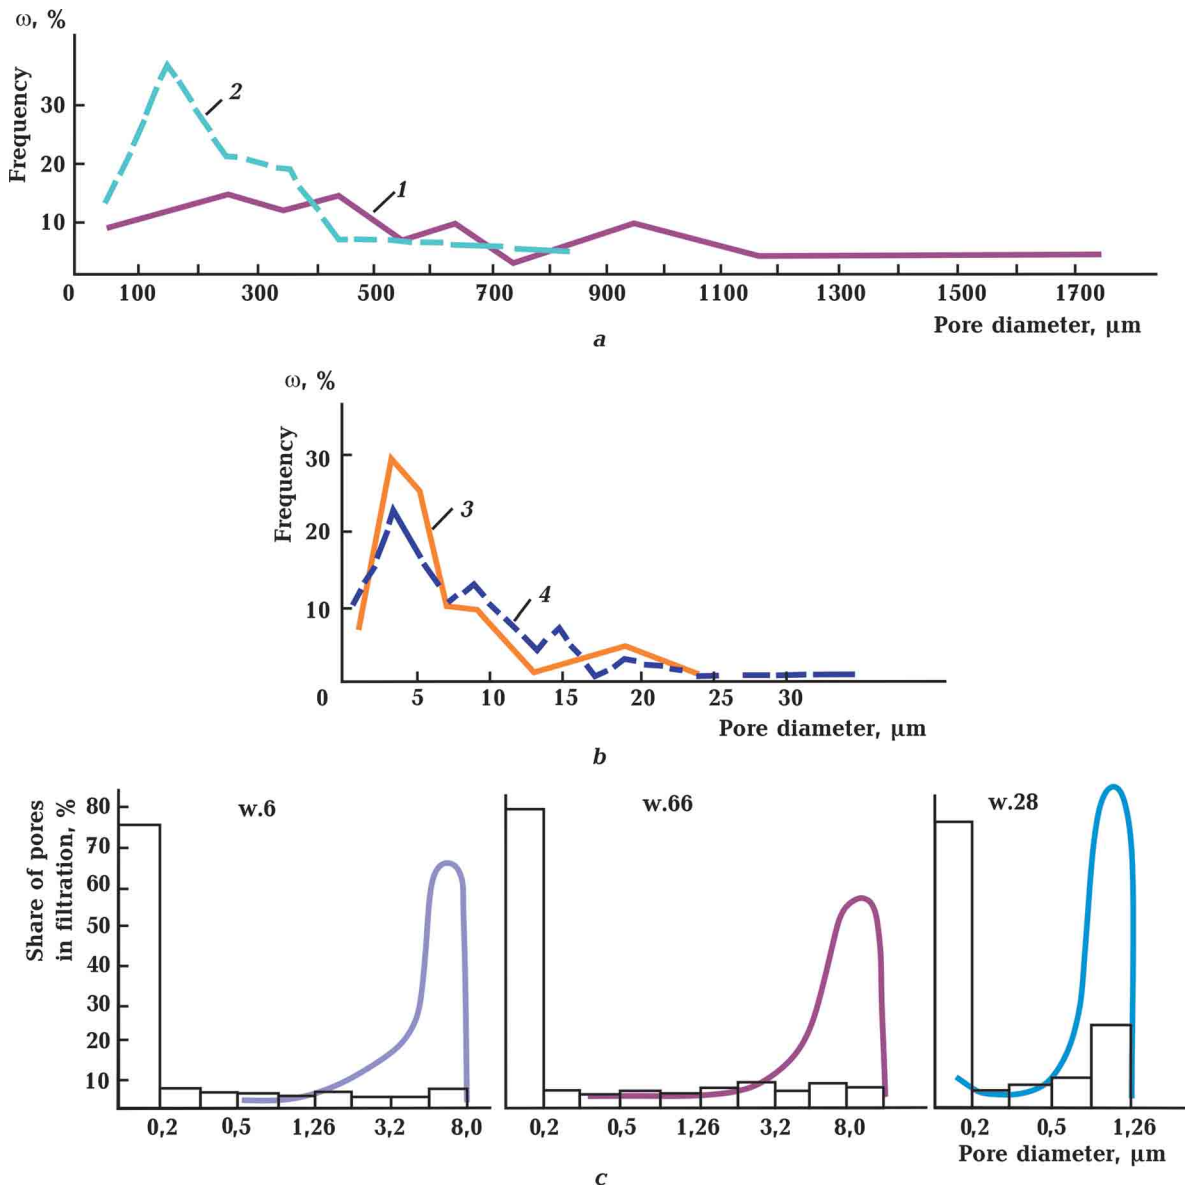 ω, %
Frequency
30
20
10
2
1
0 100 300 500 700 900 1100 1300 1500 1700
Pore diameter, μm
a
ω, %
Frequency
30
20
10
3
4
0 5 10 15 20 25 30
Pore diameter, μm
b
Share of pores
in filtration, %
80
70
60
50
40
30
20
10
w.6
w.66
w.28
0,2 0,5 1,26 3,2 8,0
0,2 0,5 1,26 3,2 8,0
0,2 0,5 1,26
Pore diameter, μm
c